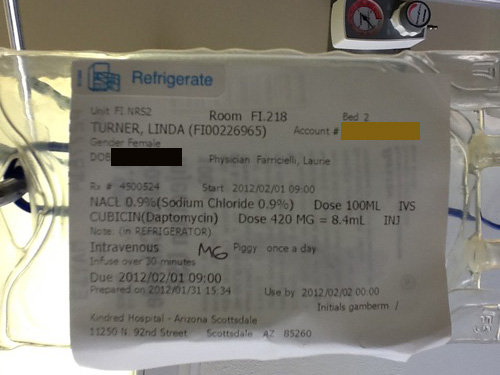 Refrigerate
Unit FI NRS2 Room FI.218 Bed 2
TURNER, LINDA (FI00226965) Account #
Gender Female
DOB Physician Farricielli, Laurie
Rx # 4500524 Start 2012/02/01 09:00
NACL 0.9%(Sodium Chloride 0.9%) Dose 100ML IVS
CUBICIN(Daptomycin) Dose 420 MG = 8.4mL INJ
Note: (in REFRIGERATOR)
Intravenous MG Piggy once a day
Infuse over 30 minutes
Due 2012/02/01 09:00
Prepared on 2012/01/31 15:34 Use by 2012/02/02 00:00
Initials gamberm /
Kindred Hospital - Arizona Scottsdale
11250 N. 92nd Street Scottsdale AZ 85260